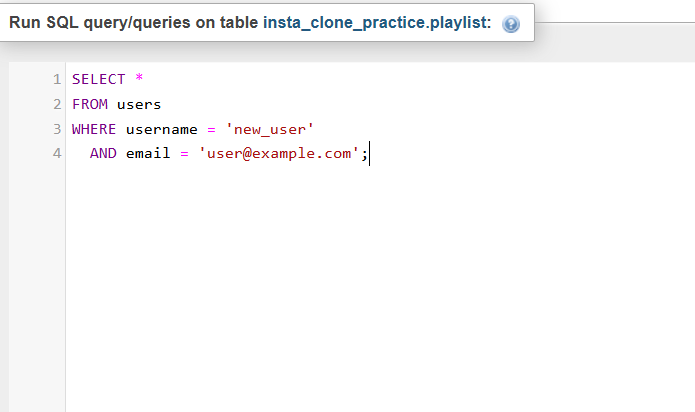 Run SQL query/queries on table insta_clone_practice.playlist:
1 SELECT *
2 FROM users
3 WHERE username = 'new_user'
4   AND email = 'user@example.com';